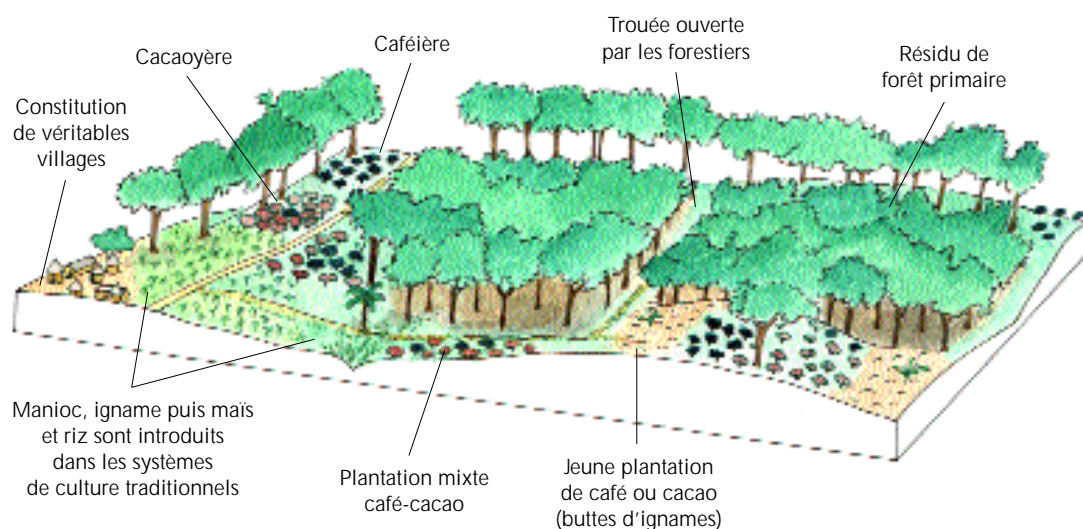 Trouée ouverte
par les forestiers
Caféière
Cacaoyère
Résidu de
forêt primaire
Constitution
de véritables
villages
Manioc, igname puis maïs
et riz sont introduits
dans les systèmes
de culture traditionnels
Plantation mixte
café-cacao
Jeune plantation
de café ou cacao
(buttes d'ignames)